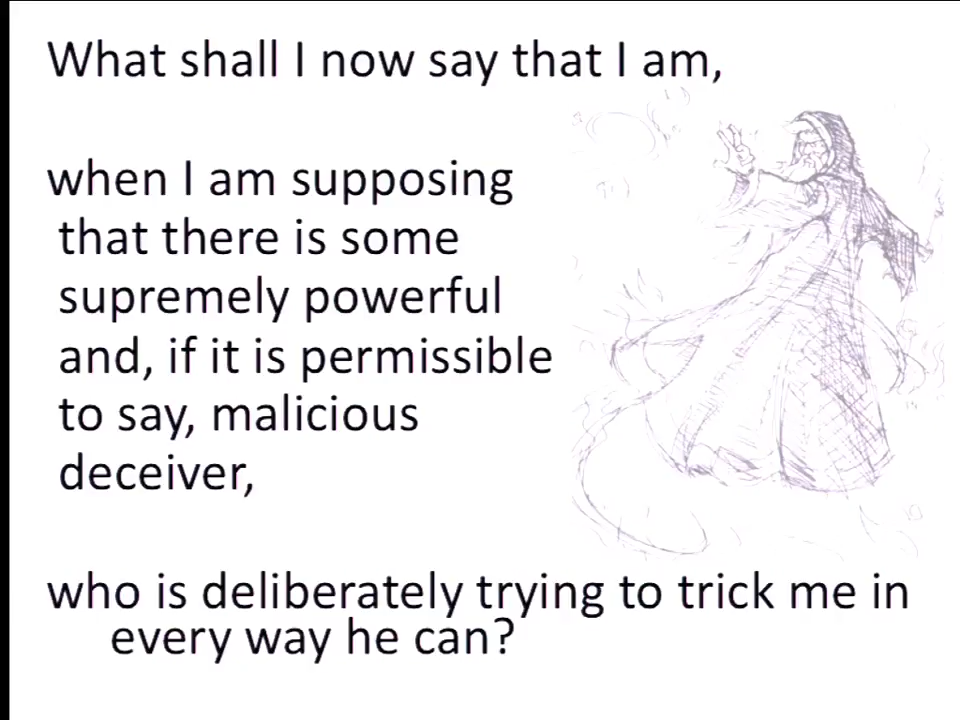 What shall I now say that I am,
when I am supposing
that there is some
supremely powerful
and, if it is permissible
to say, malicious
deceiver,
who is deliberately trying to trick me in
every way he can?